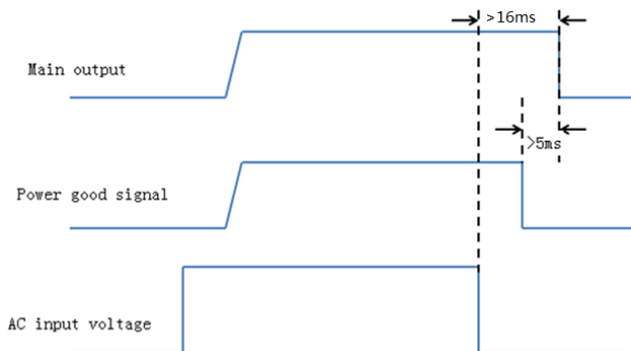 >16ms
Main output
>5ms
Power good signal
AC input voltage